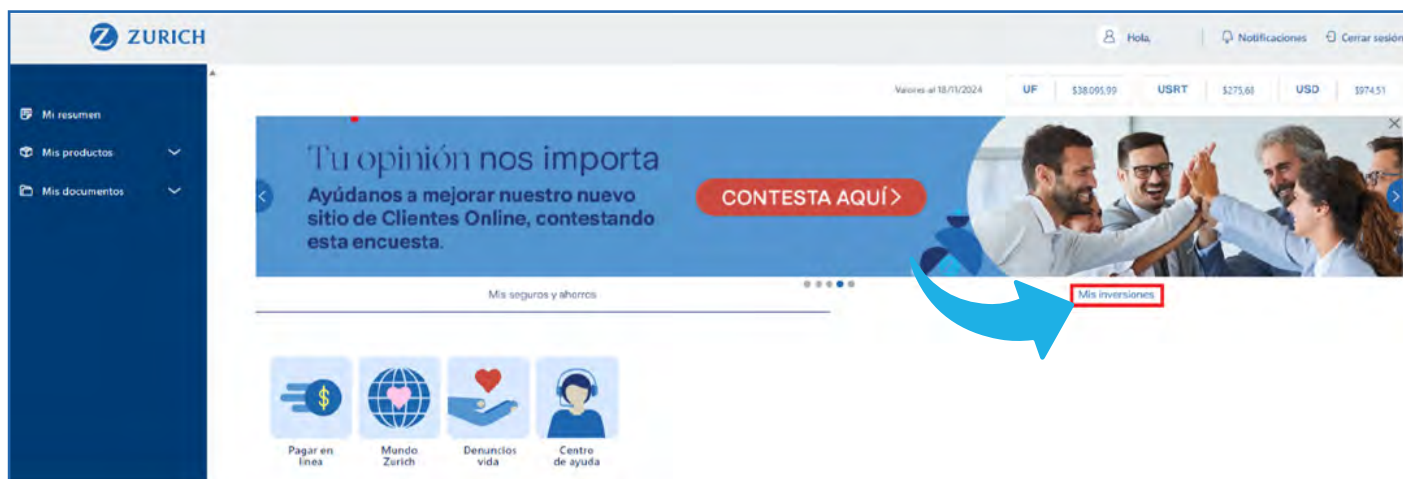 ZURICH
Hola,
Notificaciones
Cerrar sesión
Mi resumen
Mis productos
Mis documentos
Valores al 18/11/2024
UF $38.095,99
USRT $275,68
USD $974,51
Tu opinión nos importa
Ayúdanos a mejorar nuestro nuevo
sitio de Clientes Online, contestando
esta encuesta.
CONTESTA AQUÍ >
Mis seguros y ahorros
Mis inversiones
Pagar en
línea
Mundo
Zurich
Denuncios
vida
Centro
de ayuda